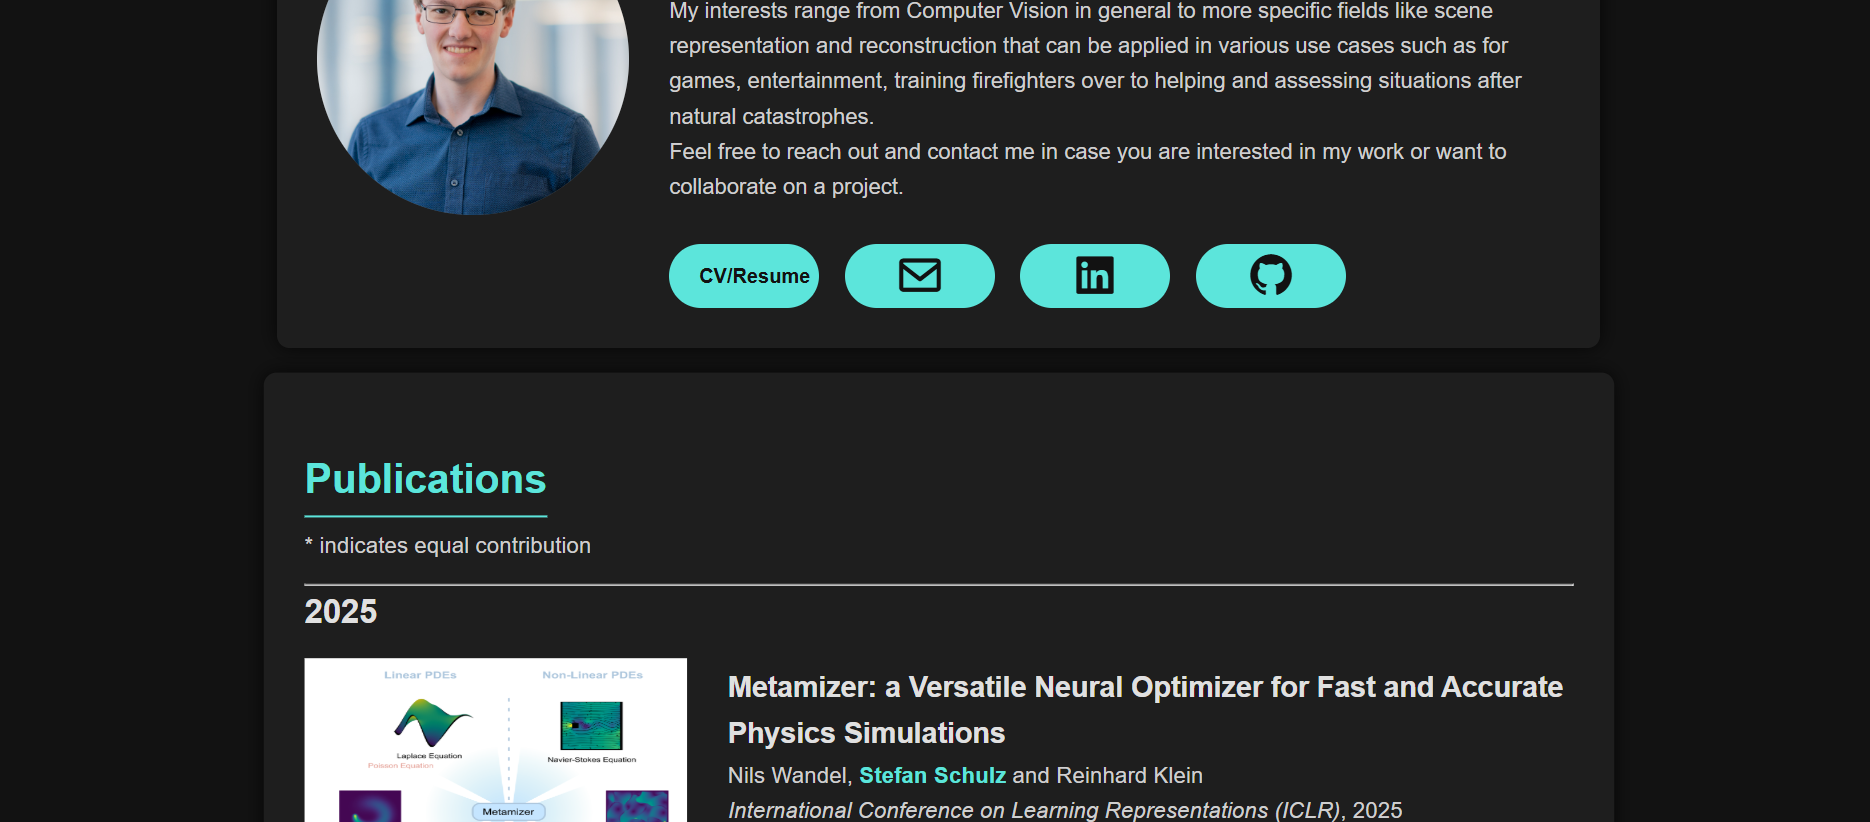 My interests range from Computer Vision in general to more specific fields like scene
representation and reconstruction that can be applied in various use cases such as for
games, entertainment, training firefighters over to helping and assessing situations after
natural catastrophes.
Feel free to reach out and contact me in case you are interested in my work or want to
collaborate on a project.
CV/Resume
in
Publications
* indicates equal contribution
2025
Linear PDEs
Non-Linear PDEs
Laplace Equation
Poisson Equation
Navier-Stokes Equation
Metamizer
Metamizer: a Versatile Neural Optimizer for Fast and Accurate
Physics Simulations
Nils Wandel, Stefan Schulz and Reinhard Klein
International Conference on Learning Representations (ICLR), 2025